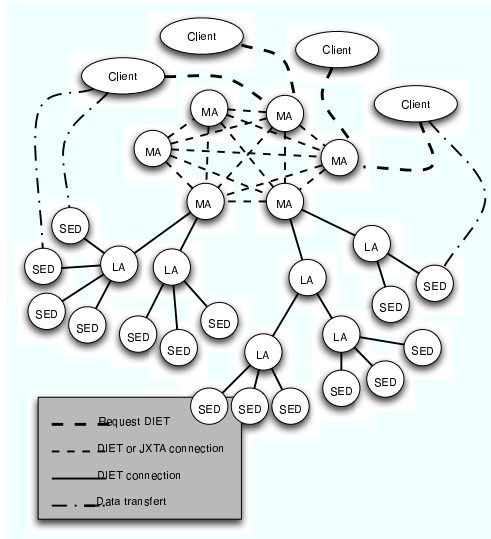 Client
Client
Client
Client
MA
MA
MA
MA
MA
MA
SED
LA
SED
LA
LA
SED
LA
SED
SED
SED
SED
SED
SED
LA
LA
SED
SED
SED
SED
SED
SED
Request DIET
DIET or JXTA connection
DIET connection
Data transfert